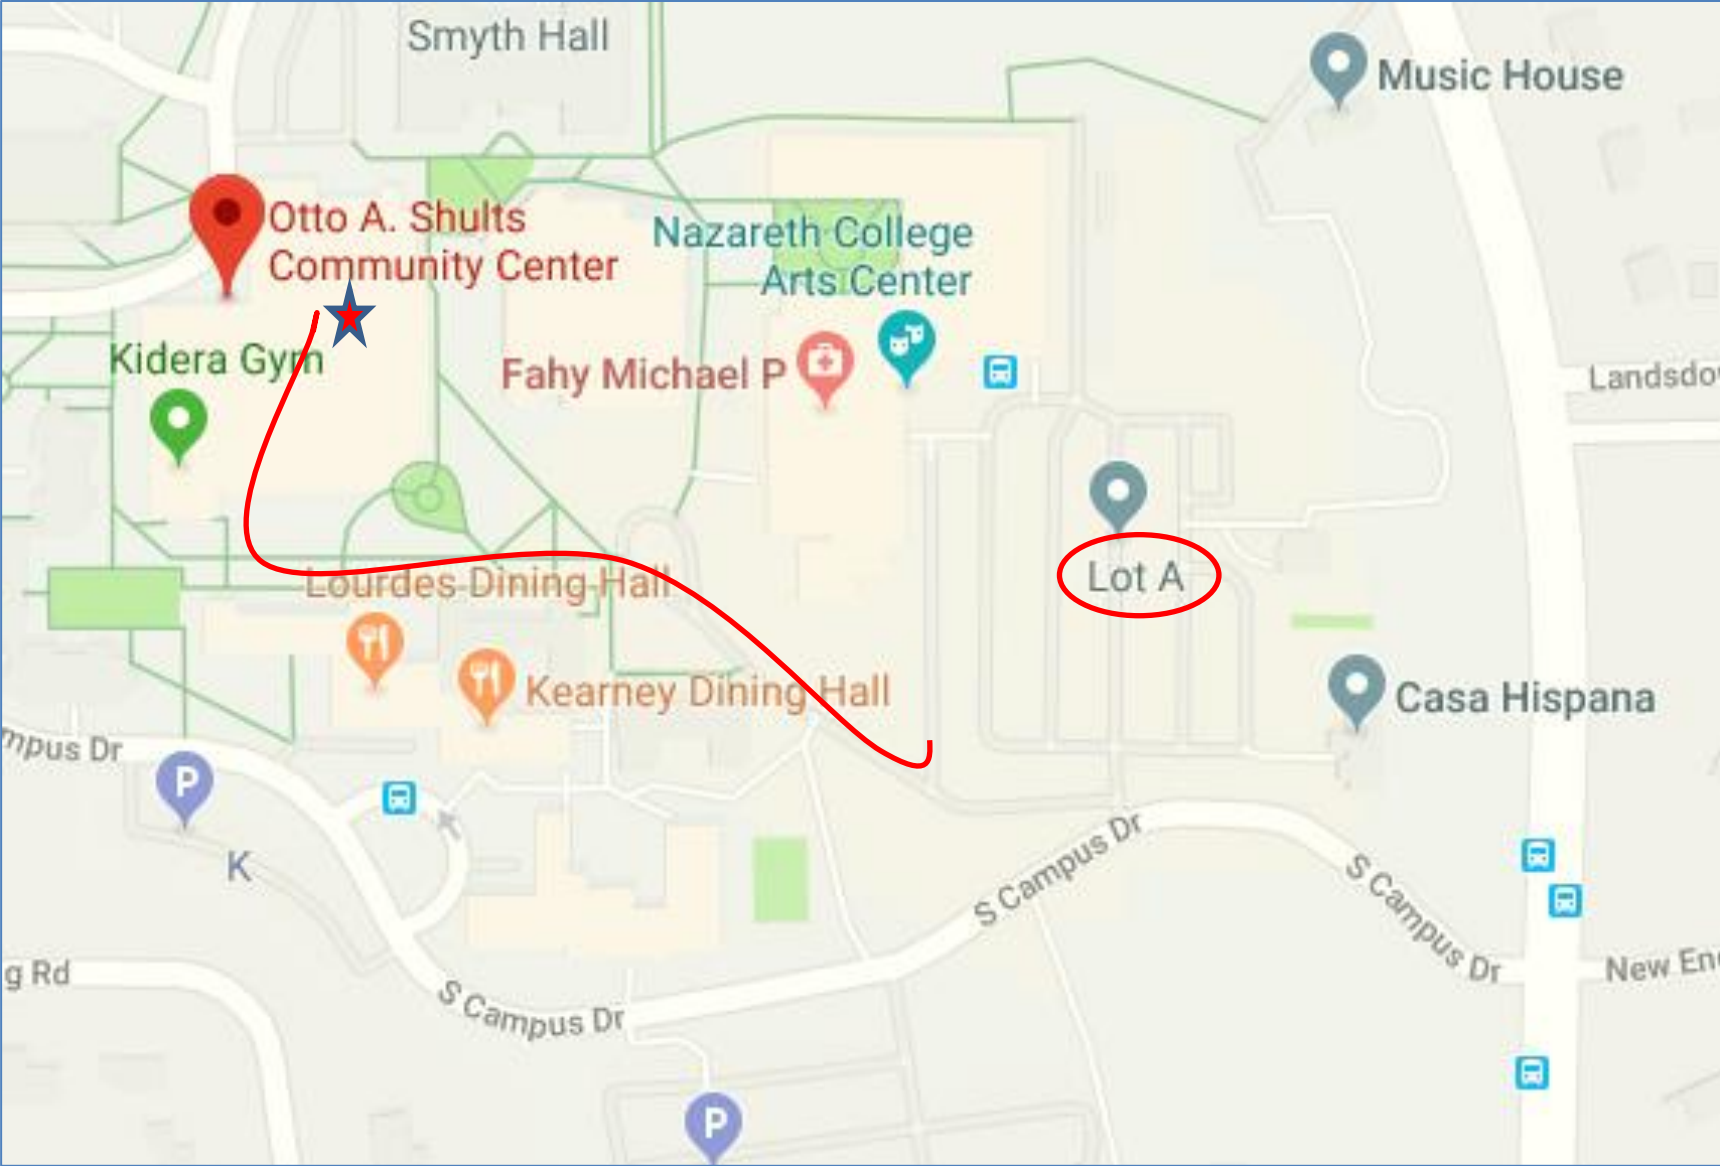 Smyth Hall
Music House
Otto A. Shults
Community Center
Nazareth College
Arts Center
Kidera Gym
Fahy Michael P
Landsdo
Lot A
Lourdes Dining Hall
Kearney Dining Hall
Casa Hispana
mpus Dr
P
K
S Campus Dr
S Campus Dr
g Rd
S Campus Dr
New En
P